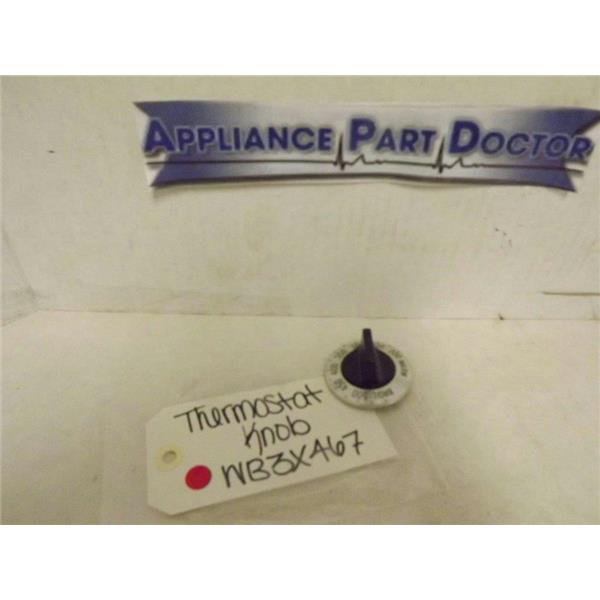 APPLIANCE PART DOCTOR
Thermostat
Knob
WB3X467